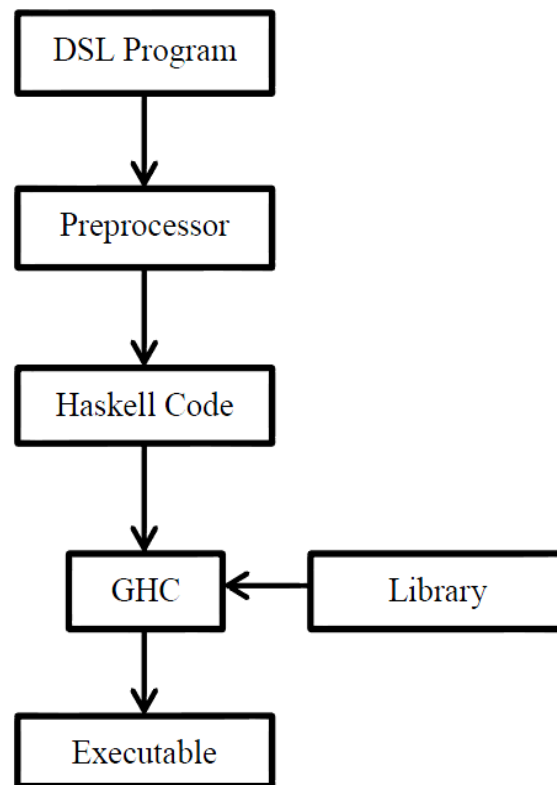 DSL Program
Preprocessor
Haskell Code
GHC
Library
Executable